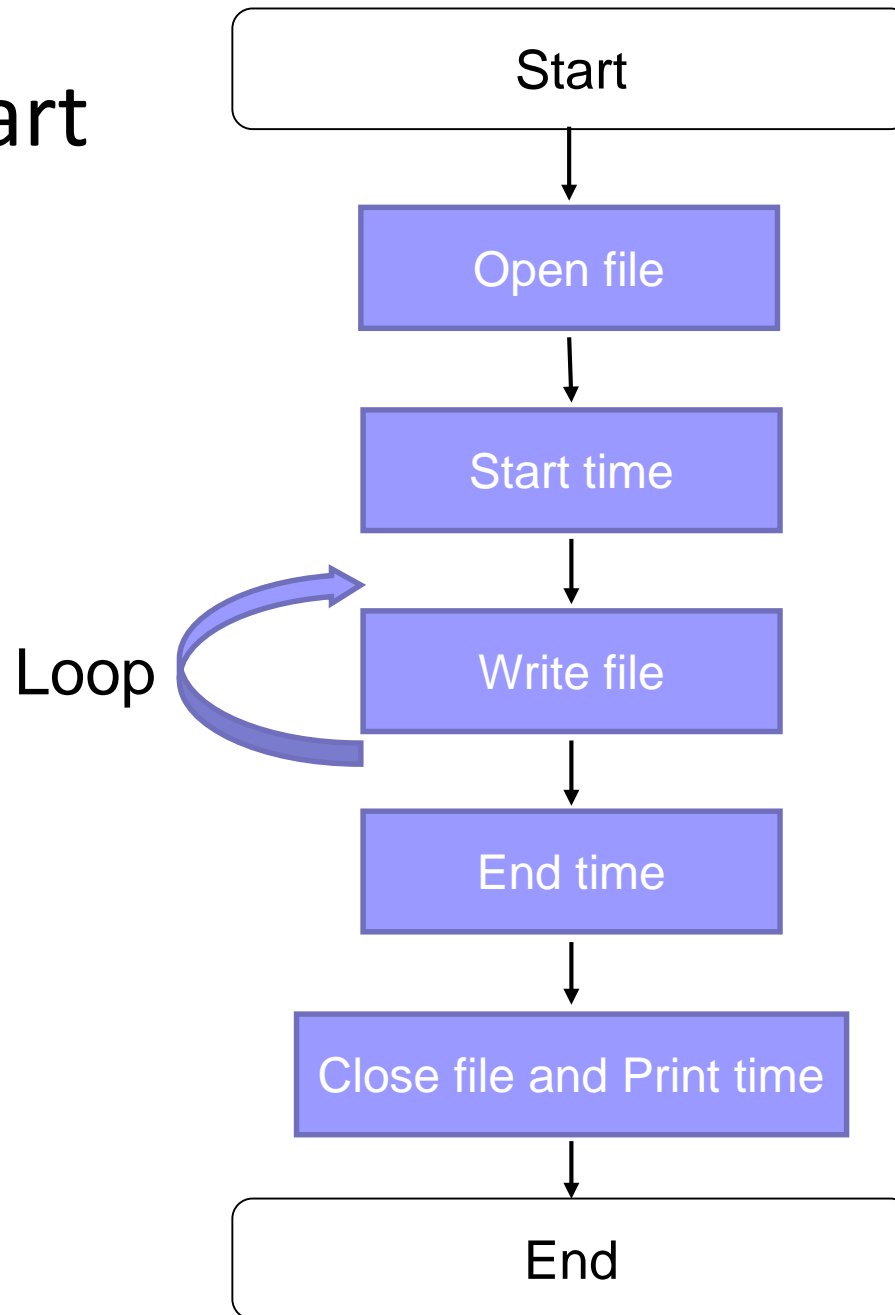 Start
art
Open file
Start time
Loop
Write file
End time
Close file and Print time
End